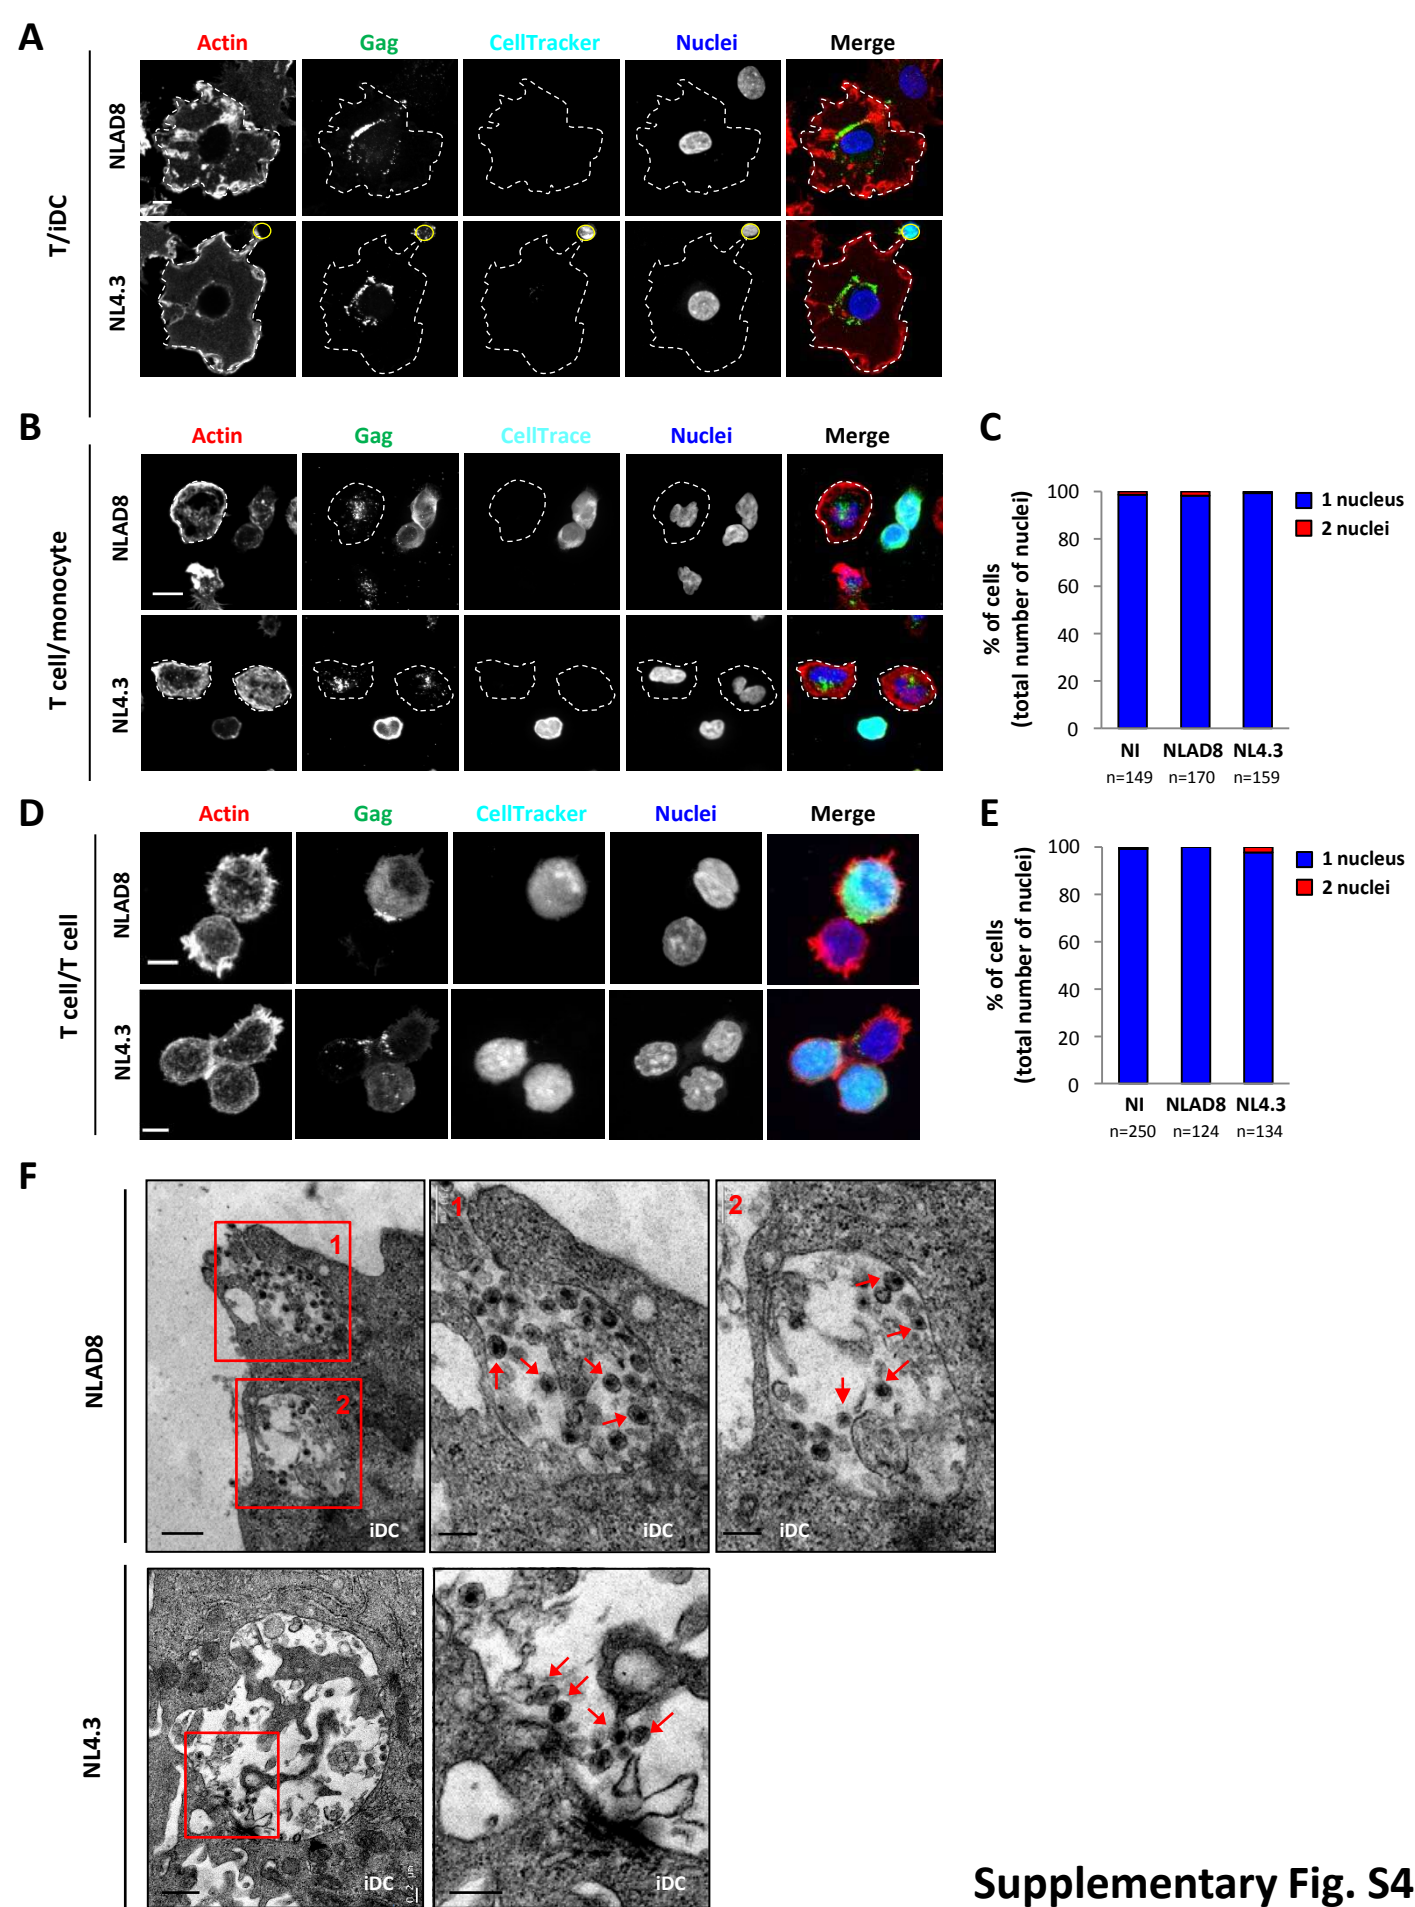 A
Actin Gag CellTracker Nuclei Merge
T/iDC
NLAD8
NL4.3
B
Actin Gag CellTrace Nuclei Merge
T cell/monocyte
NLAD8
NL4.3
C
% of cells
(total number of nuclei)
100
80
60
40
20
0
1 nucleus
2 nuclei
NI NLAD8 NL4.3
n=149 n=170 n=159
D
Actin Gag CellTracker Nuclei Merge
T cell/T cell
NLAD8
NL4.3
E
% of cells
(total number of nuclei)
100
80
60
40
20
0
1 nucleus
2 nuclei
NI NLAD8 NL4.3
n=250 n=124 n=134
F
NLAD8
1
2
iDC
1
iDC
2
iDC
NL4.3
iDC
0.2 µm
iDC
Supplementary Fig. S4